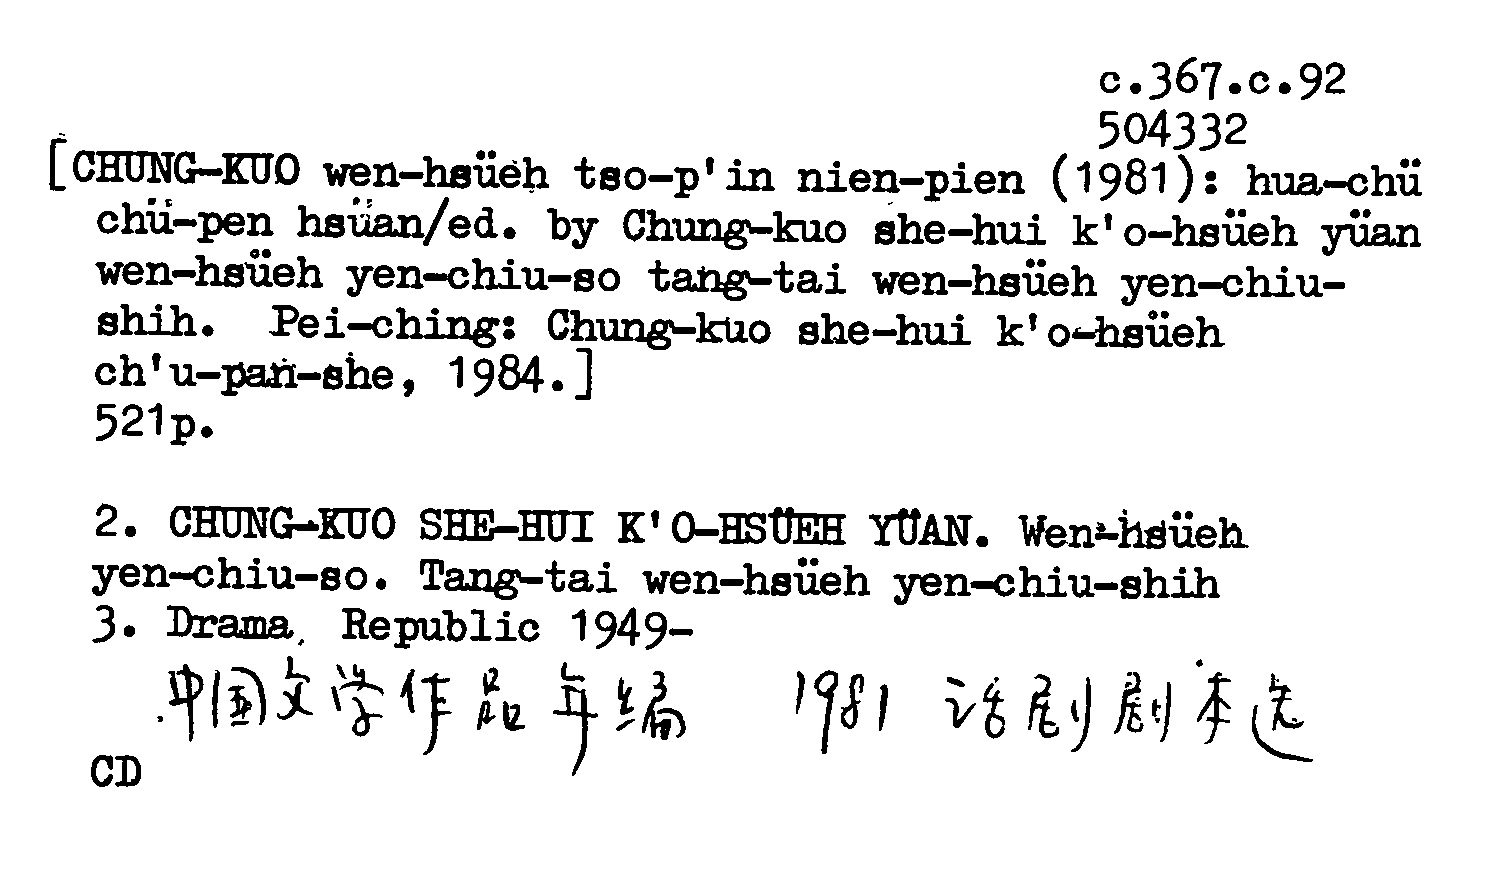 c.367.c.92
504332
[CHUNG-KUO wen-hsüeh tso-p'in nien-pien (1981): hua-chü
chü-pen hsüan/ed. by Chung-kuo she-hui k'o-hsüeh yüan
wen-hsüeh yen-chiu-so tang-tai wen-hsüeh yen-chiu-
shih. Pei-ching: Chung-kuo she-hui k'o-hsüeh
ch'u-pan-she, 1984.]
521p.
2. CHUNG-KUO SHE-HUI K'O-HSÜEH YÜAN. Wen-hsüeh
yen-chiu-so. Tang-tai wen-hsüeh yen-chiu-shih
3. Drama, Republic 1949-
中国文学作品年编 1981 话剧剧本选
CD